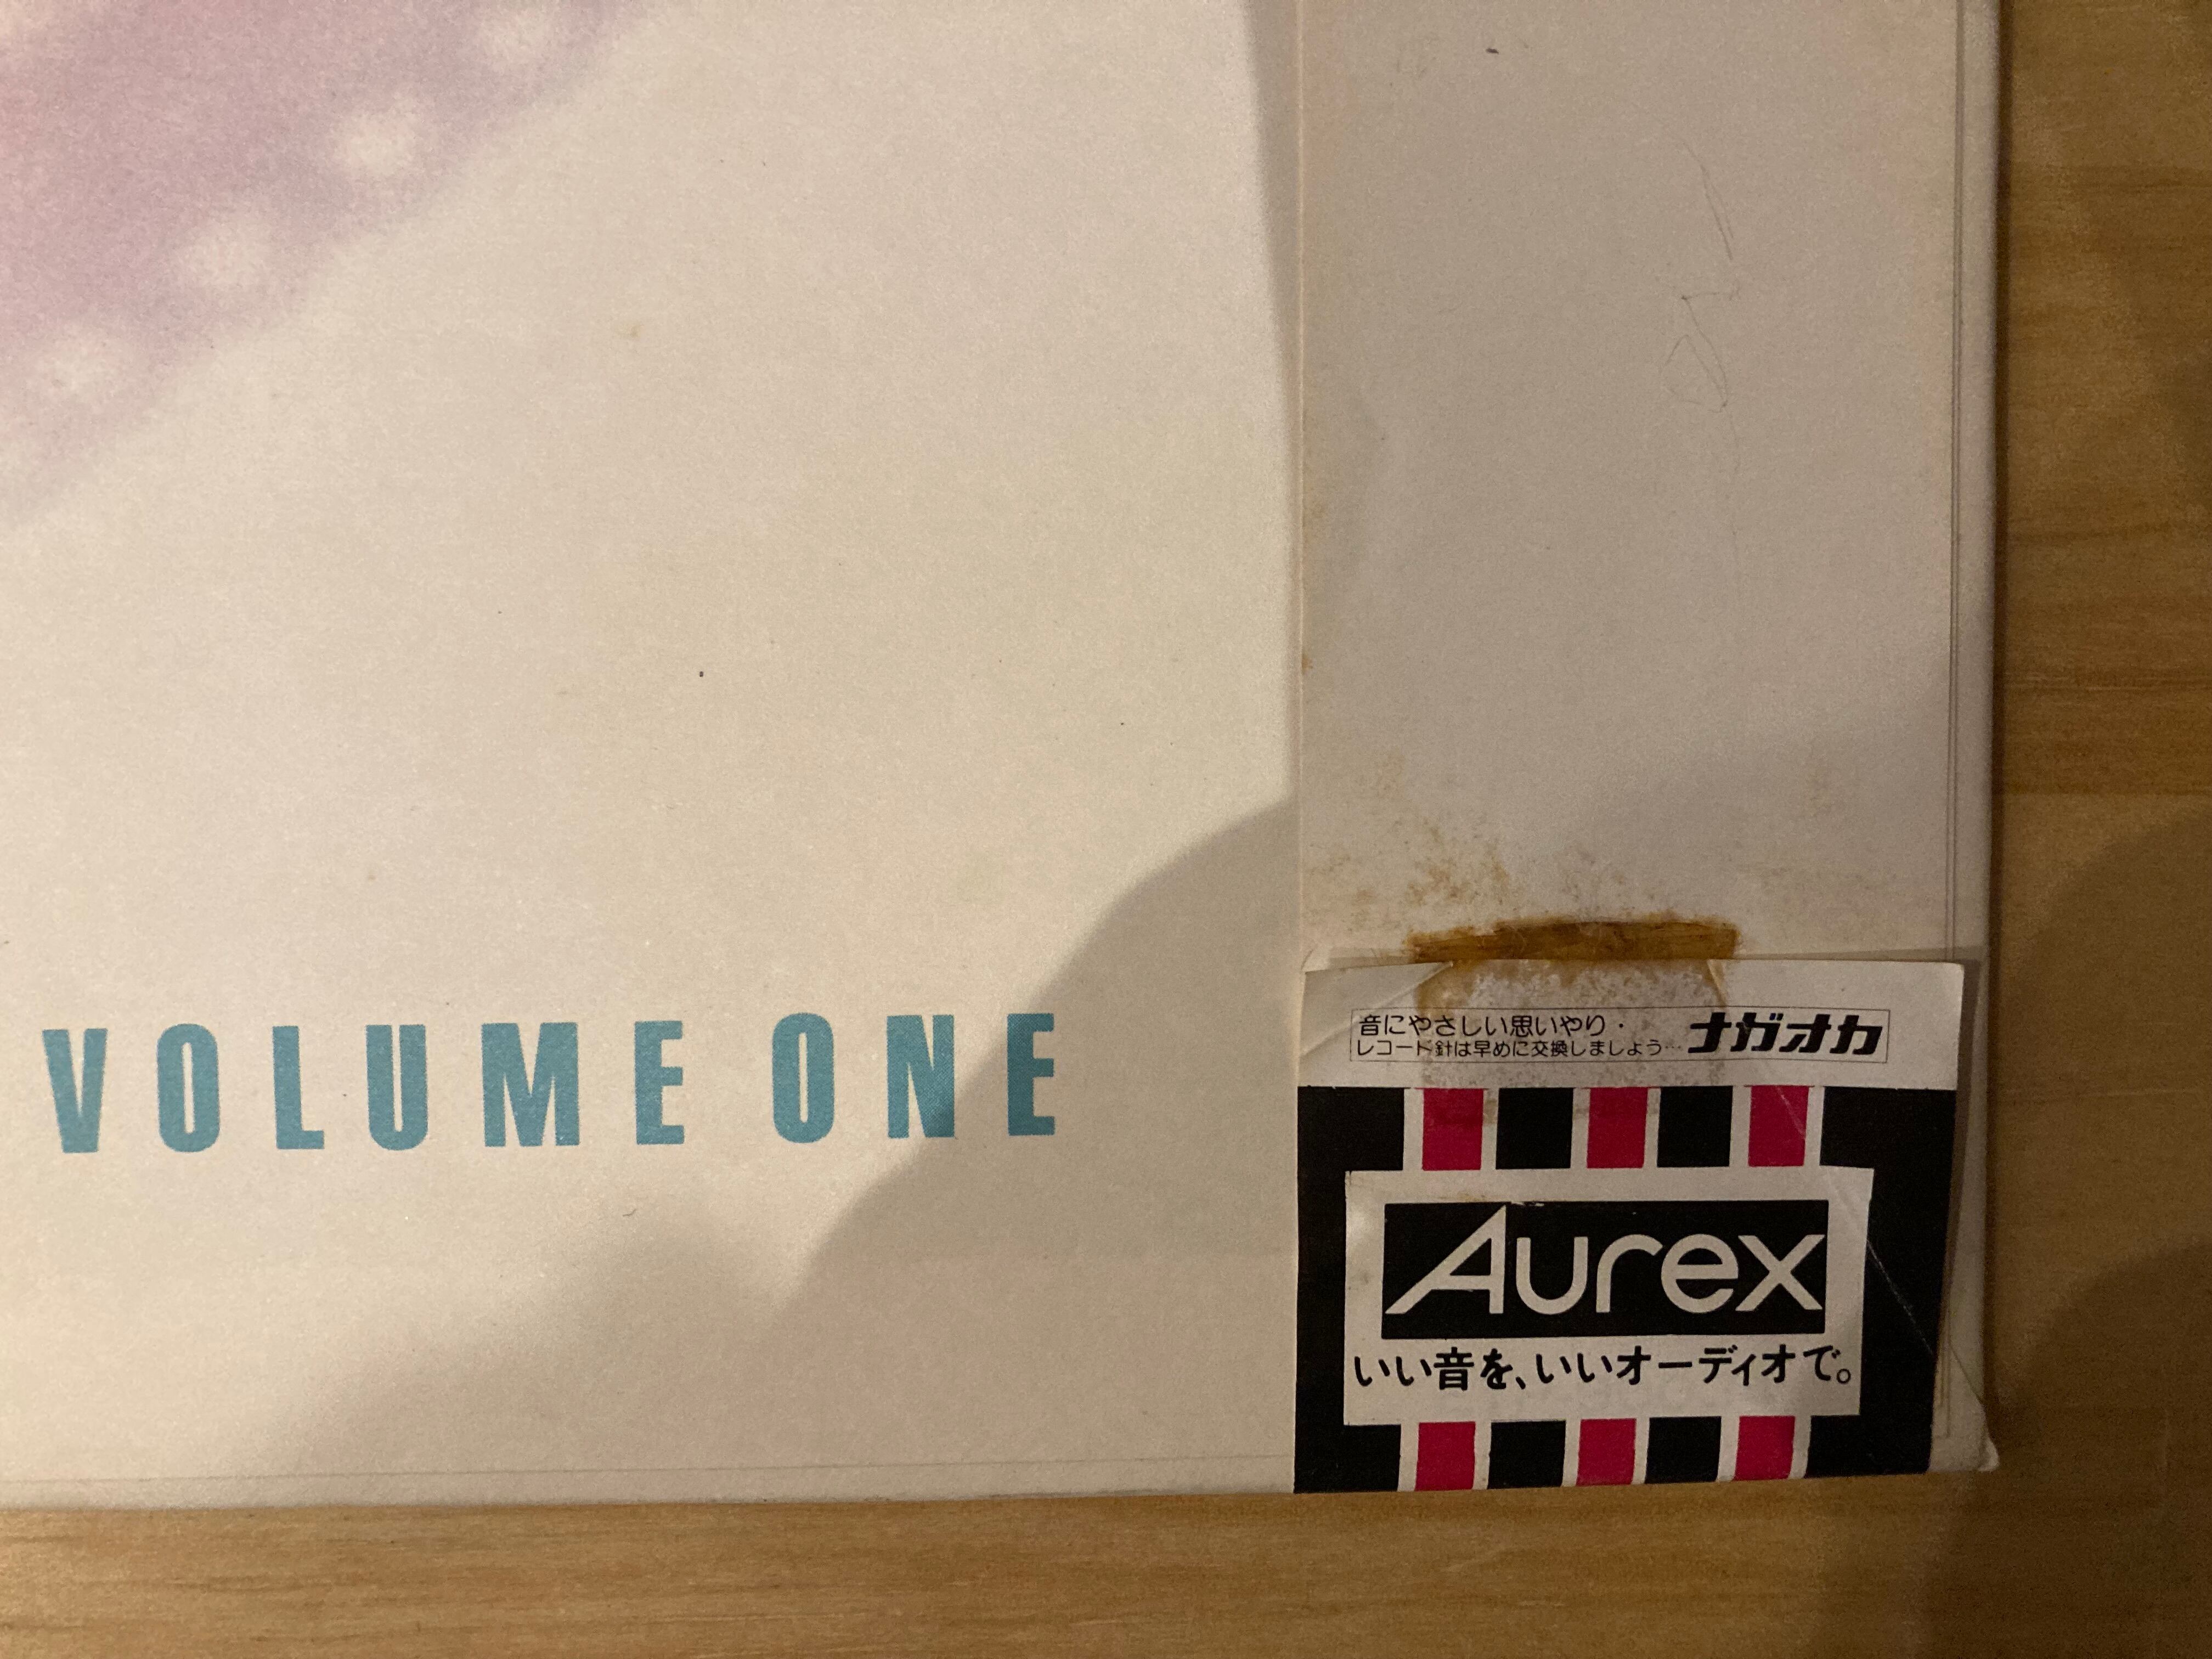 VOLUME ONE
音にやさしい思いやり・
レコード針は早めに交換しましよう… ナガオカ
Aurex
いい音を、いいオーディオで。